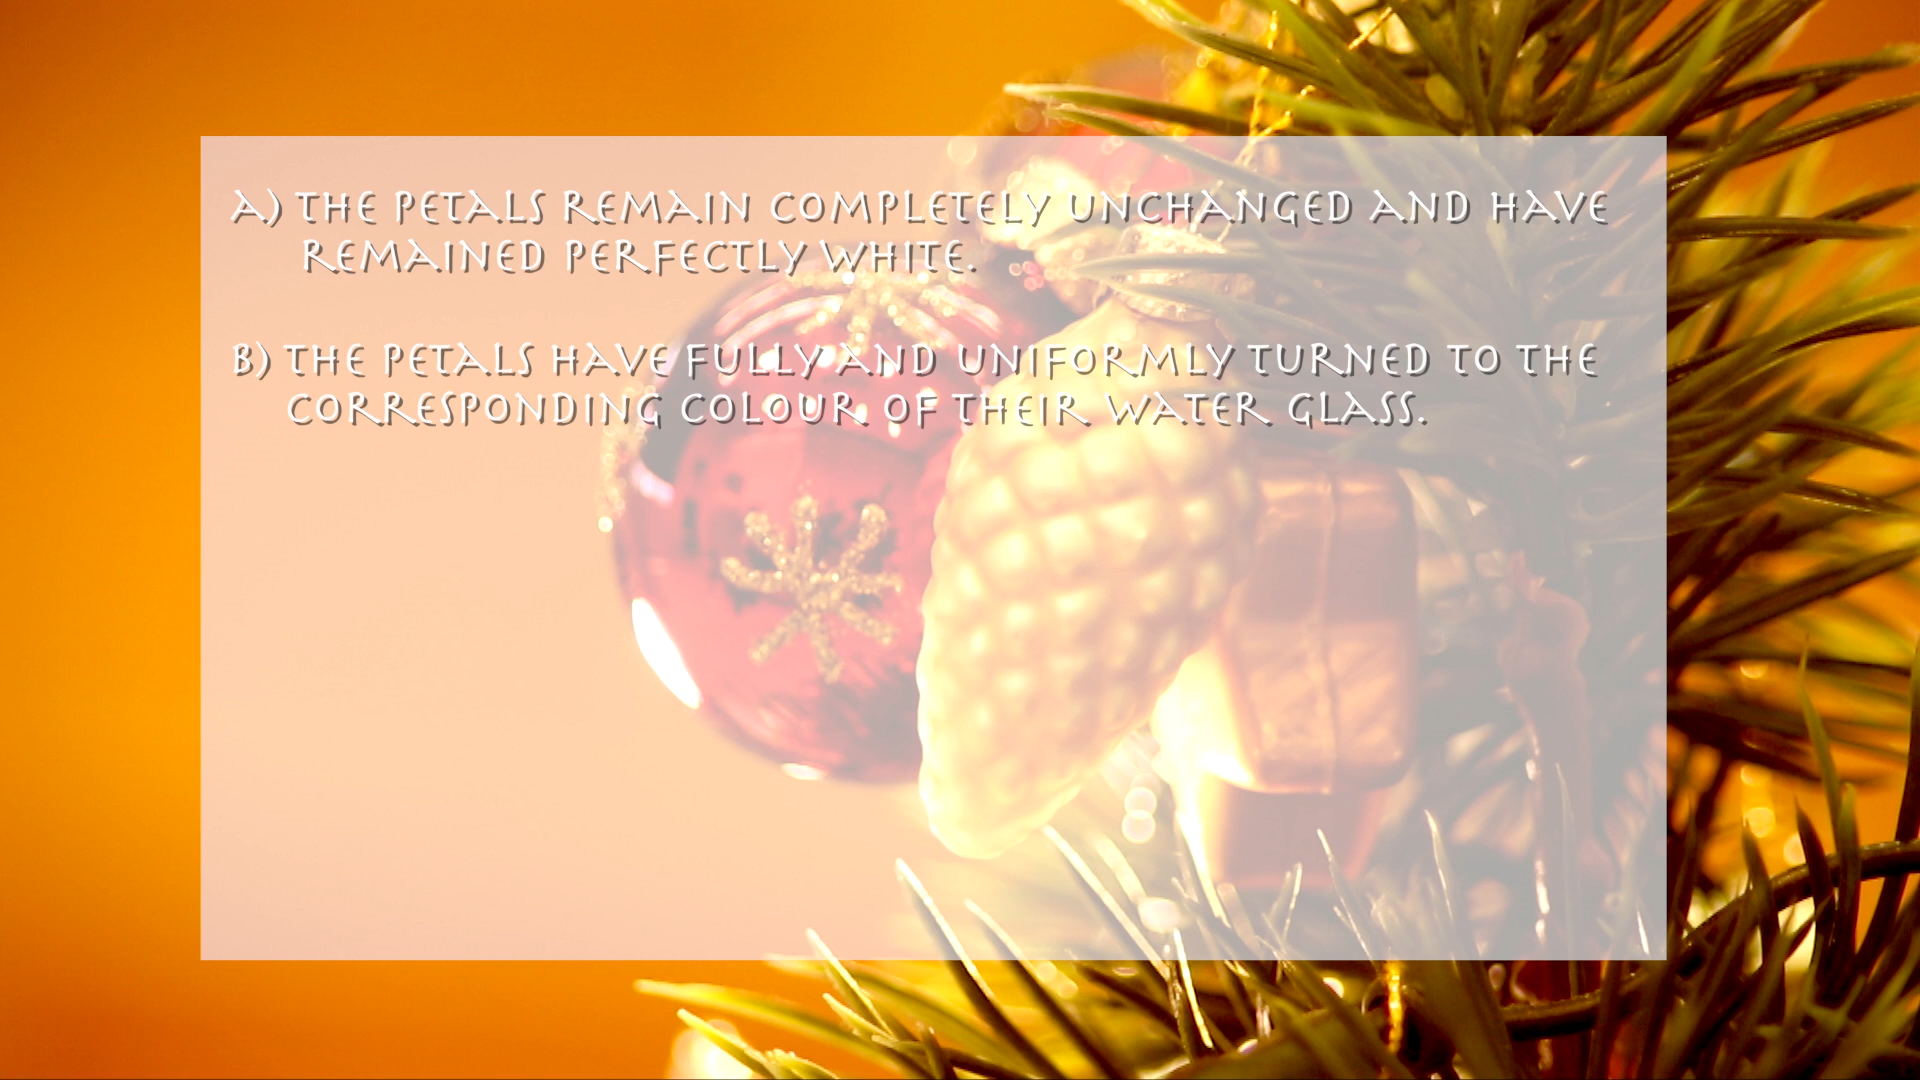 a) THE PETALS REMAIN COMPLETELY UNCHANGED AND HAVE
REMAINED PERFECTLY WHITE.
B) THE PETALS HAVE FULLY AND UNIFORMLY TURNED TO THE
CORRESPONDING COLOUR OF THEIR WATER GLASS.